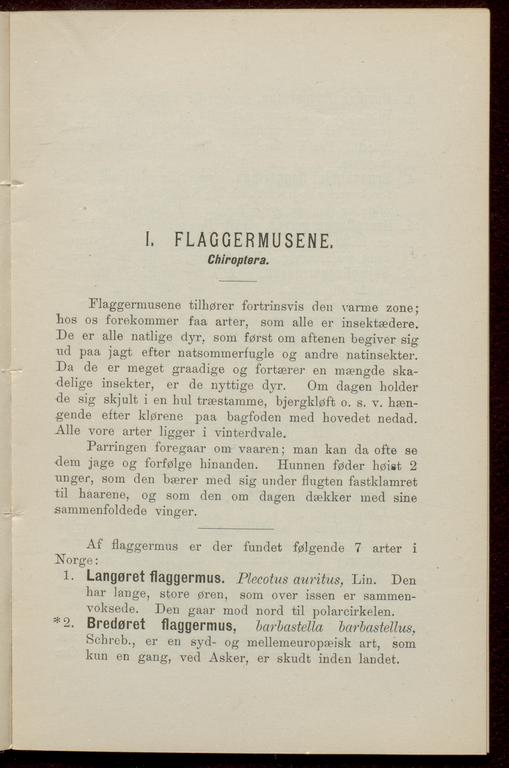 I. FLAGGERMUSENE.
Chiroptera.
Flaggermusene tilhører fortrinsvis den varme zone;
hos os forekommer faa arter, som alle er insektædere.
De er alle natlige dyr, som først om aftenen begiver sig
ud paa jagt efter natsommerfugle og andre natinsekter.
Da de er meget graadige og fortærer en mængde ska-
delige insekter, er de nyttige dyr. Om dagen holder
de sig skjult i en hul træstamme, bjergkløft o. s. v. hæn-
gende efter klørene paa bagfoden med hovedet nedad.
Alle vore arter ligger i vinterdvale.
Parringen foregaar om vaaren; man kan da ofte se
dem jage og forfølge hinanden. Hunnen føder høist 2
unger, som den bærer med sig under flugten fastklamret
til haarene, og som den om dagen dækker med sine
sammenfoldede vinger.
Af flaggermus er der fundet følgende 7 arter i
Norge:
1. Langøret flaggermus. Plecotus auritus, Lin. Den
har lange, store øren, som over issen er sammen-
voksede. Den gaar mod nord til polarcirkelen.
*2. Bredøret flaggermus, barbastella barbastellus,
Schreb., er en syd- og mellemeuropæisk art, som
kun en gang, ved Asker, er skudt inden landet.